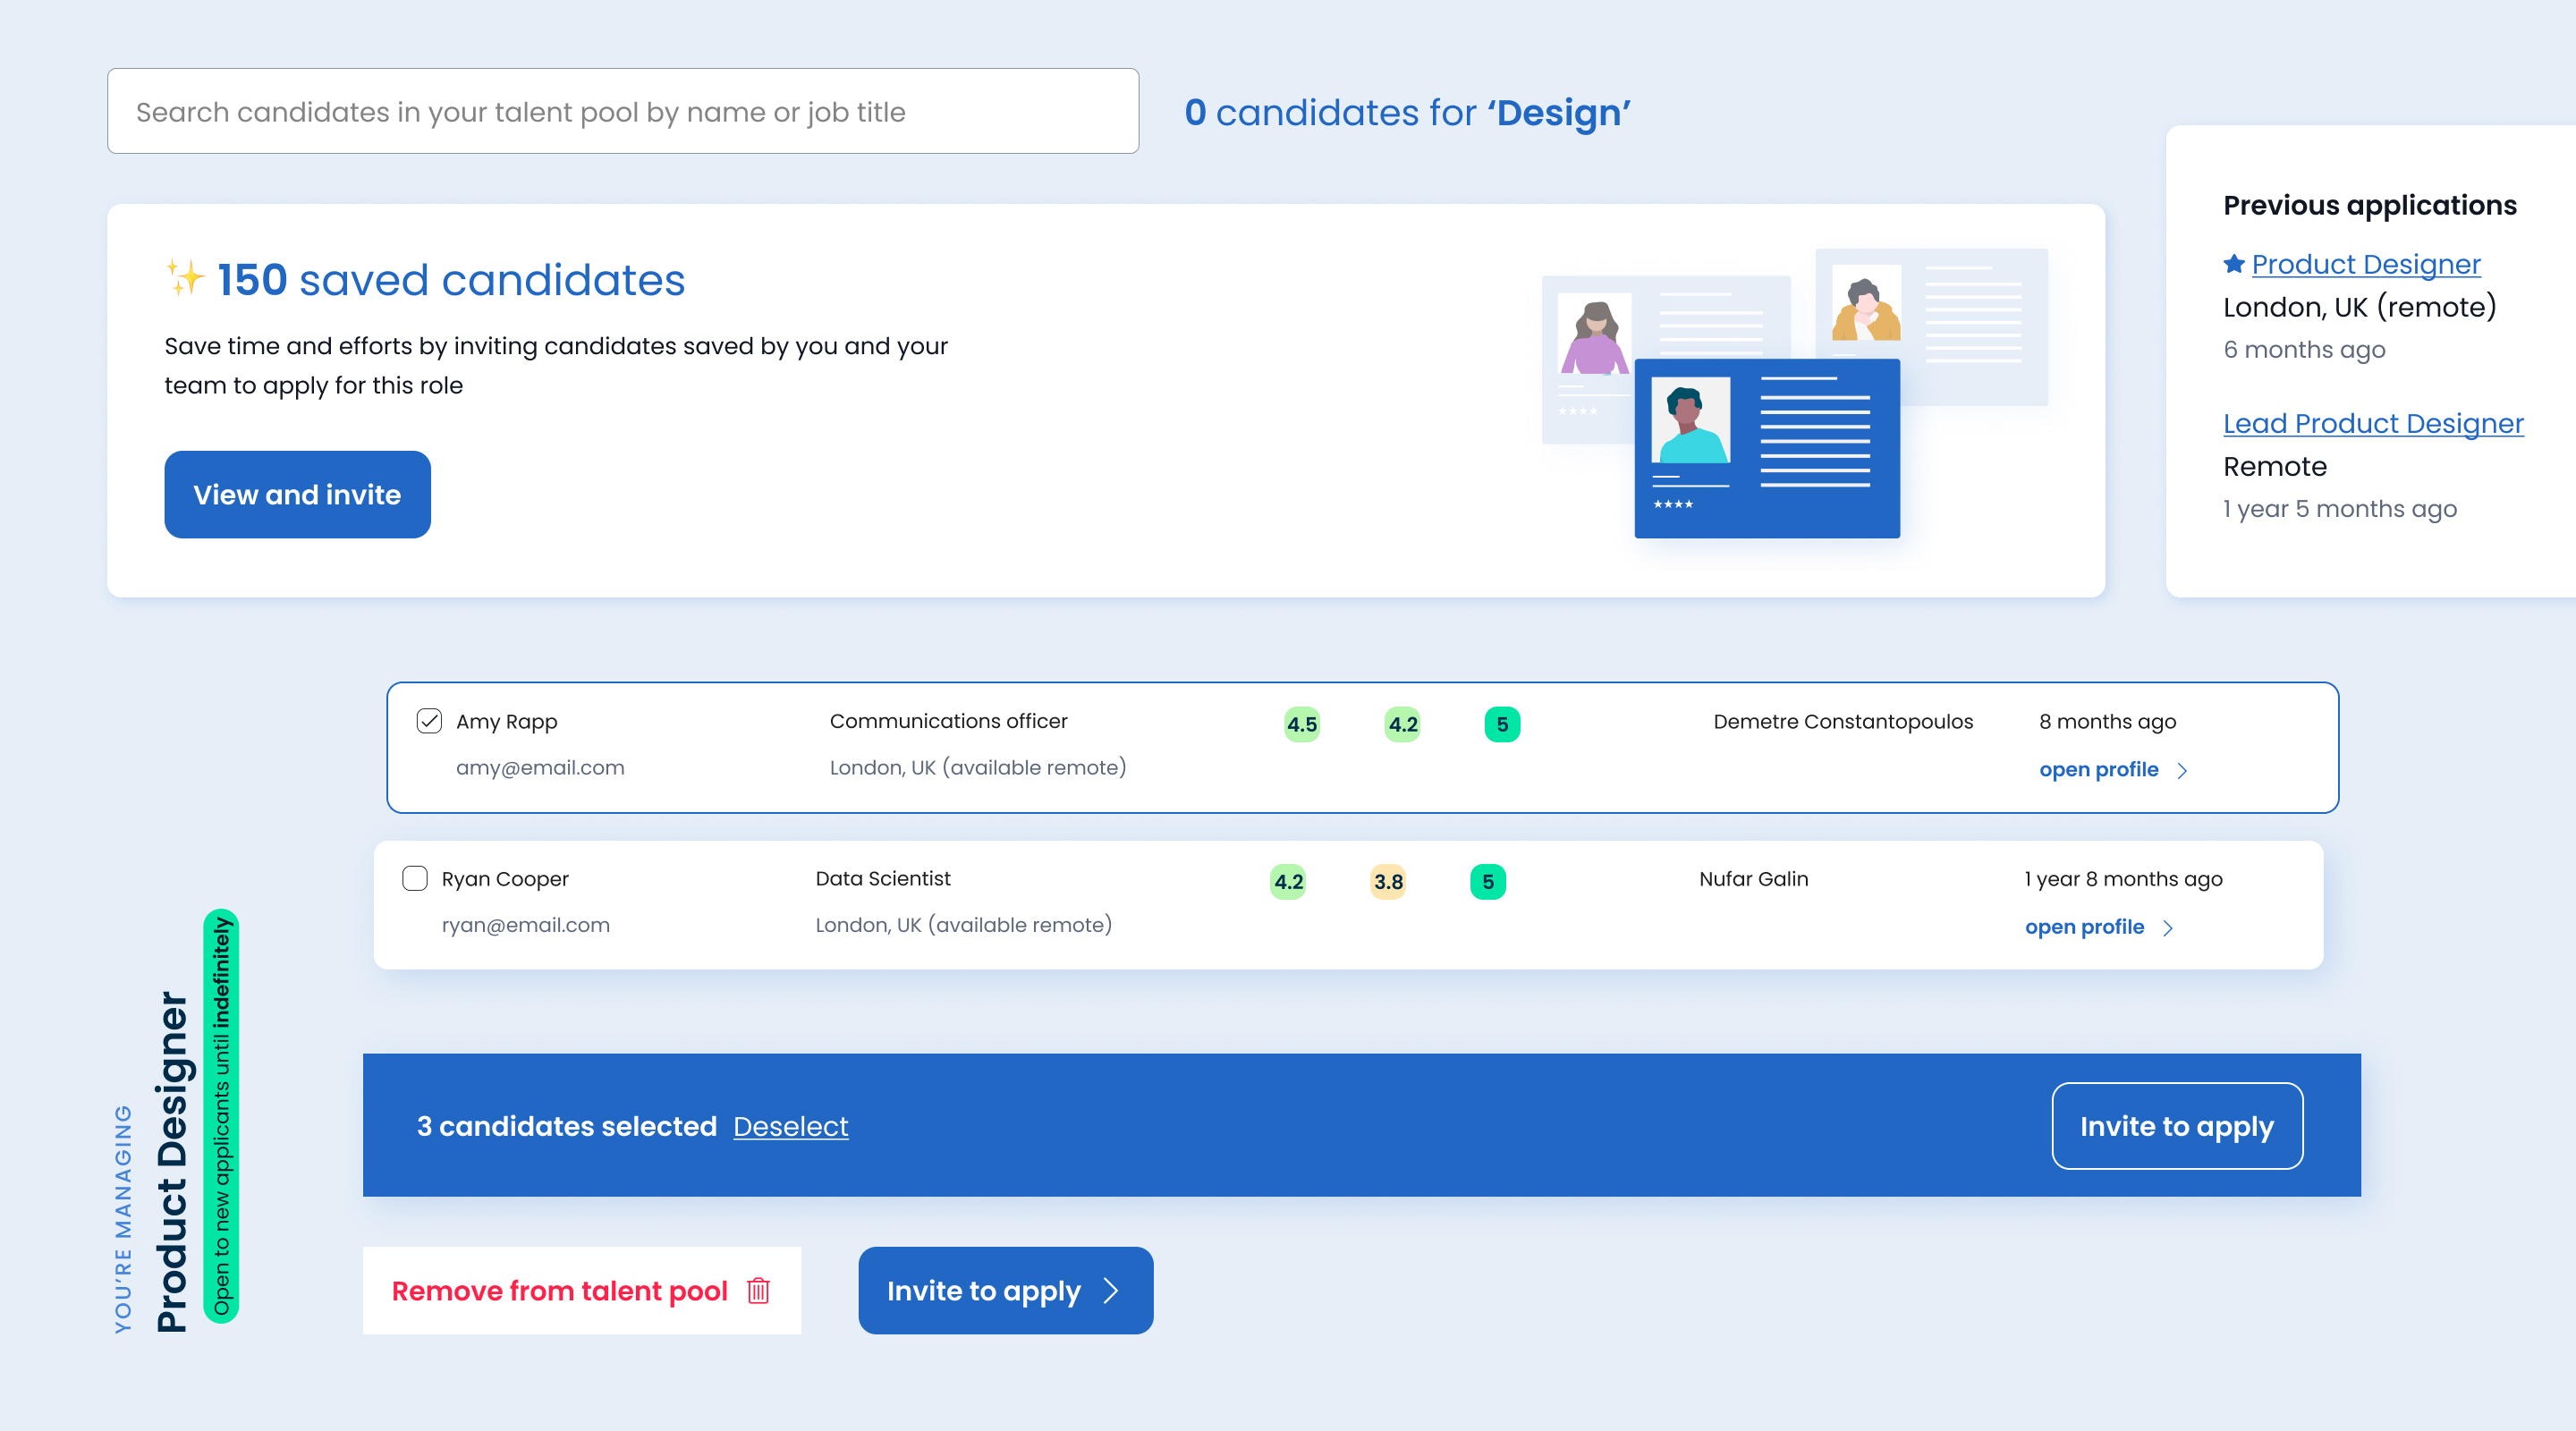 Search candidates in your talent pool by name or job title
0 candidates for ‘Design’
150 saved candidates
Save time and efforts by inviting candidates saved by you and your
team to apply for this role
View and invite
Previous applications
Product Designer
London, UK (remote)
6 months ago
Lead Product Designer
Remote
1 year 5 months ago
Amy Rapp
amy@email.com
Communications officer
London, UK (available remote)
4.5
4.2
5
Demetre Constantopoulos
8 months ago
open profile
Ryan Cooper
ryan@email.com
Data Scientist
London, UK (available remote)
4.2
3.8
5
Nufar Galin
1 year 8 months ago
open profile
YOU’RE MANAGING
Product Designer
Open to new applicants until indefinitely
3 candidates selected Deselect
Invite to apply
Remove from talent pool
Invite to apply